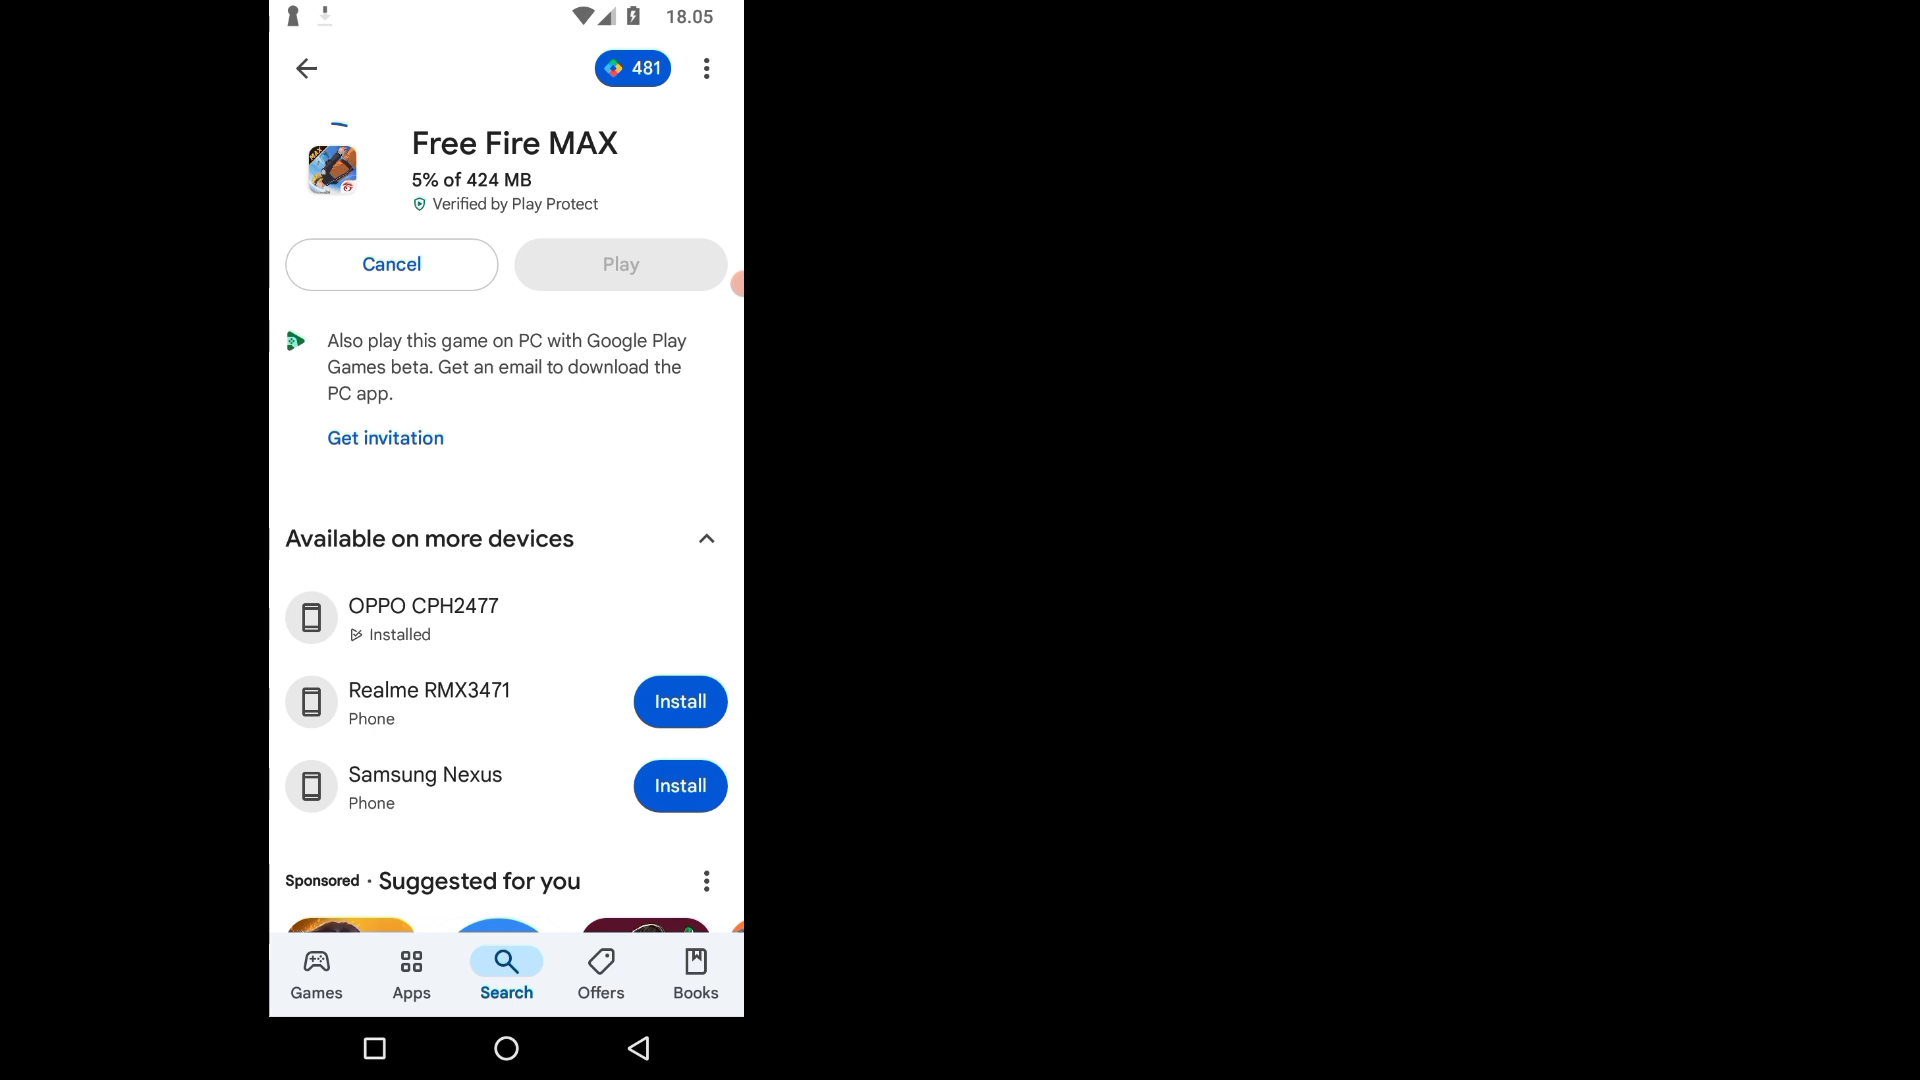 18.05
481
Free Fire MAX
5% of 424 MB
Verified by Play Protect
Cancel
Play
Also play this game on PC with Google Play
Games beta. Get an email to download the
PC app.
Get invitation
Available on more devices
OPPO CPH2477
Installed
Realme RMX3471
Phone
Install
Samsung Nexus
Phone
Install
Sponsored · Suggested for you
Games
Apps
Search
Offers
Books